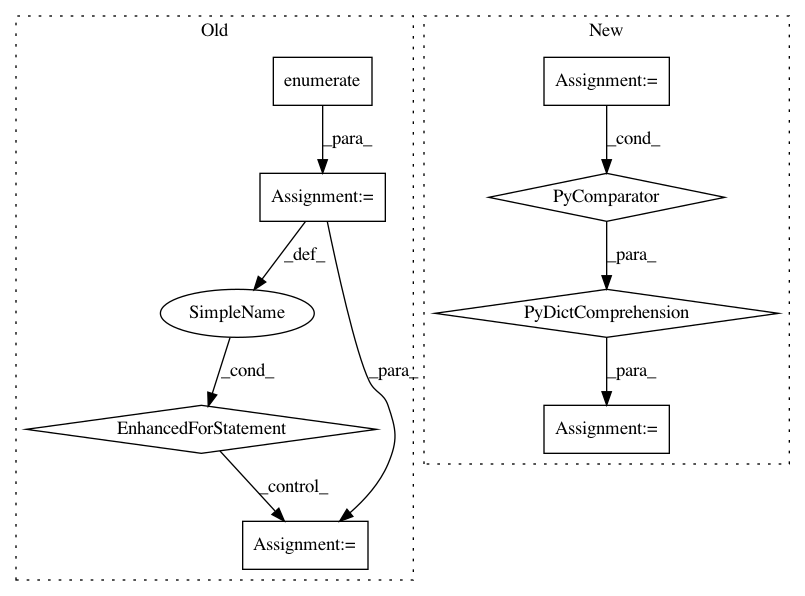 Old
New
enumerate
Assignment:=
_para_
_cond_
Assignment:=
PyComparator
_def_
_para_
SimpleName
PyDictComprehension
_cond_
_para_
_para_
EnhancedForStatement
Assignment:=
_control_
Assignment:=